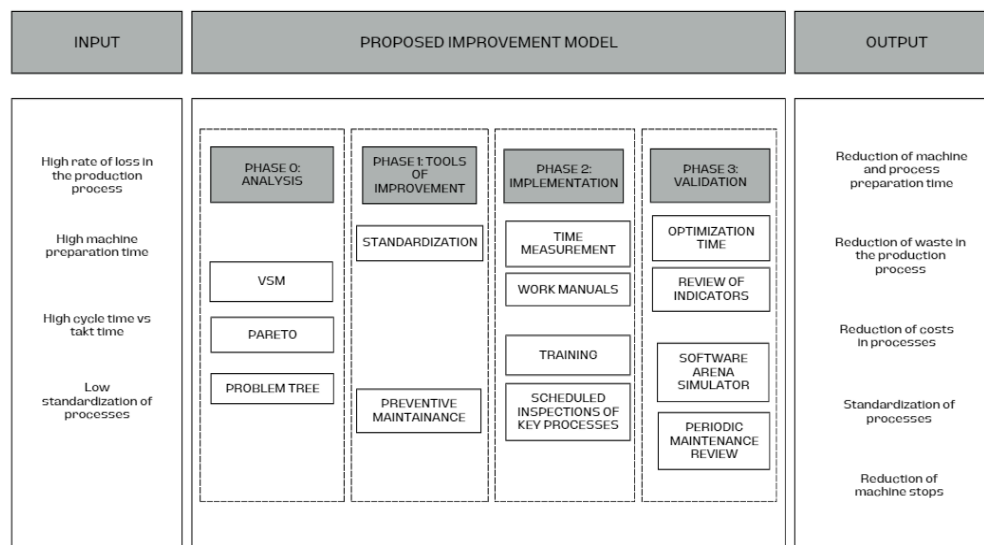 INPUT
PROPOSED IMPROVEMENT MODEL
OUTPUT
High rate of loss in
the production
process
High machine
preparation time
High cycle time vs
takt time
Low
standardization of
processes
PHASE 0:
ANALYSIS
VSM
PARETO
PROBLEM TREE
PHASE 1: TOOLS
OF
IMPROVEMENT
STANDARDIZATION
PREVENTIVE
MAINTAINANCE
PHASE 2:
IMPLEMENTATION
TIME
MEASUREMENT
WORK MANUALS
TRAINING
SCHEDULED
INSPECTIONS OF
KEY PROCESSES
PHASE 3:
VALIDATION
OPTIMIZATION
TIME
REVIEW OF
INDICATORS
SOFTWARE
ARENA
SIMULATOR
PERIODIC
MAINTENANCE
REVIEW
Reduction of machine
and process
preparation time
Reduction of waste in
the production
process
Reduction of costs
in processes
Standardization of
processes
Reduction of
machine stops